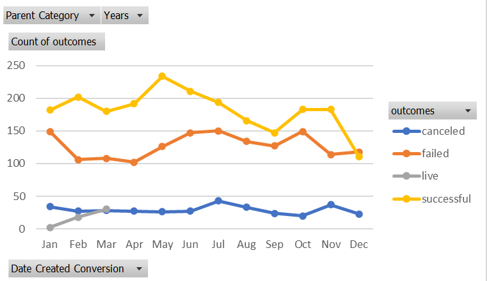 Parent Category Years
Count of outcomes
250
200
150
100
50
0
Jan Feb Mar Apr May Jun Jul Aug Sep Oct Nov Dec
outcomes
canceled
failed
live
successful
Date Created Conversion